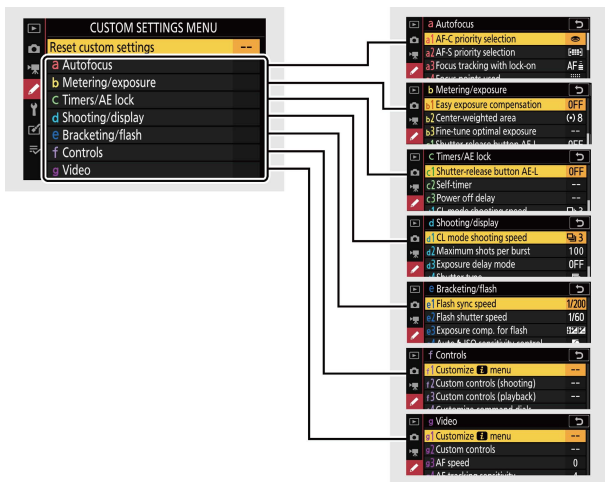 CUSTOM SETTINGS MENU
Reset custom settings --
a Autofocus
b Metering/exposure
c Timers/AE lock
d Shooting/display
e Bracketing/flash
f Controls
g Video
a Autofocus
a1 AF-C priority selection
a2 AF-S priority selection
a3 Focus tracking with lock-on AF
b Metering/exposure
b1 Easy exposure compensation OFF
b2 Center-weighted area (•) 8
b3 Fine-tune optimal exposure --
c Timers/AE lock
c1 Shutter-release button AE-L OFF
c2 Self-timer --
c3 Power off delay --
d Shooting/display
d1 CL mode shooting speed 3
d2 Maximum shots per burst 100
d3 Exposure delay mode OFF
e Bracketing/flash
e1 Flash sync speed 1/200
e2 Flash shutter speed 1/60
e3 Exposure comp. for flash
f Controls
f1 Customize i menu --
f2 Custom controls (shooting) --
f3 Custom controls (playback) --
g Video
g1 Customize i menu --
g2 Custom controls --
g3 AF speed 0